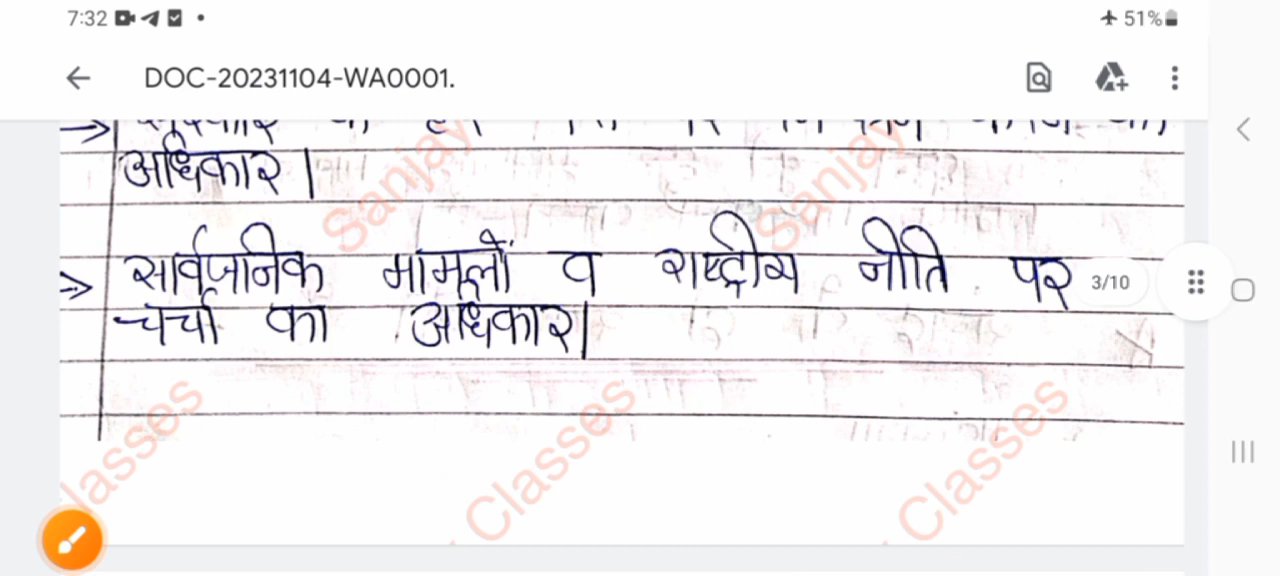 7:32
51%
DOC-20231104-WA0001.
अधिकार।
→ सार्वजनिक मामलों व राष्ट्रीय नीति पर
3/10
चर्चा का अधिकार।
Sanjay Sanjay
Classes Classes Classes